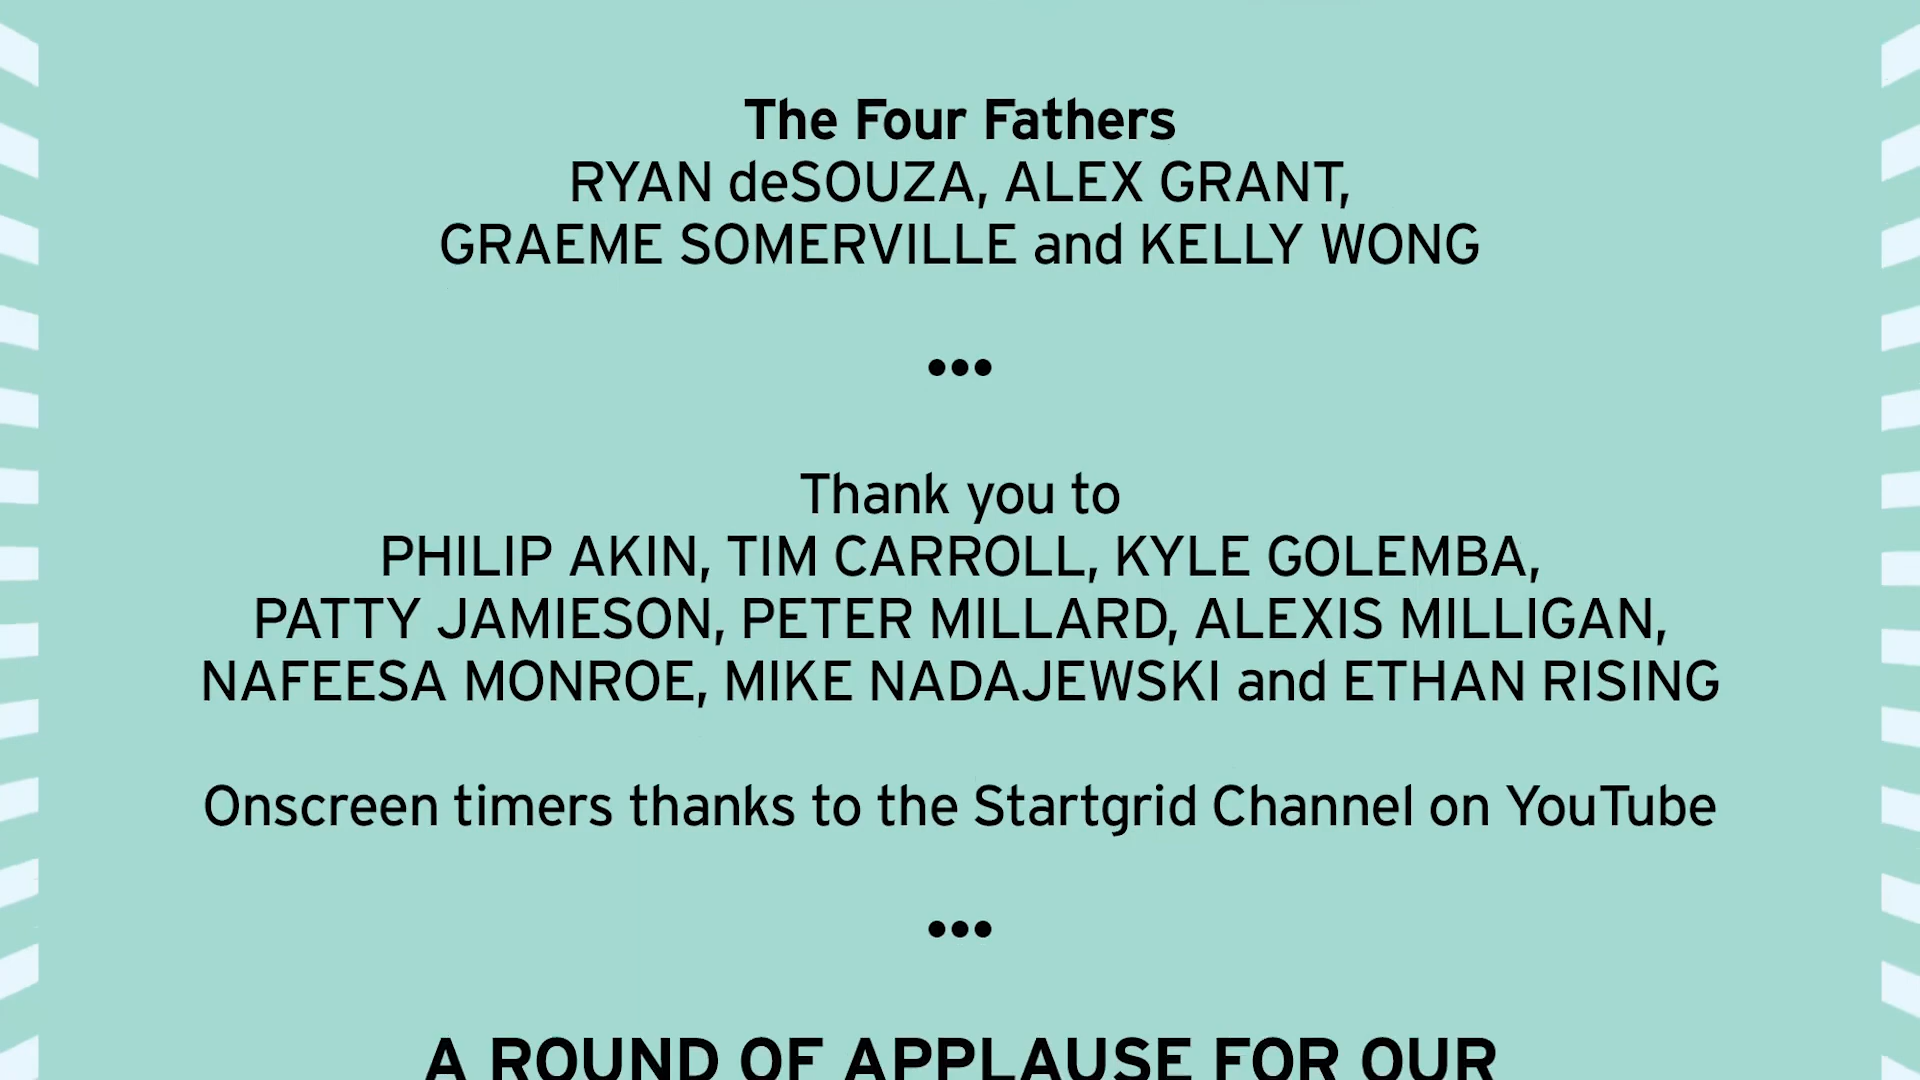 The Four Fathers
RYAN deSOUZA, ALEX GRANT,
GRAEME SOMERVILLE and KELLY WONG
•••
Thank you to
PHILIP AKIN, TIM CARROLL, KYLE GOLEMBA,
PATTY JAMIESON, PETER MILLARD, ALEXIS MILLIGAN,
NAFEESA MONROE, MIKE NADAJEWSKI and ETHAN RISING
Onscreen timers thanks to the Startgrid Channel on YouTube
•••
A ROUND OF APPLAUSE FOR OUR